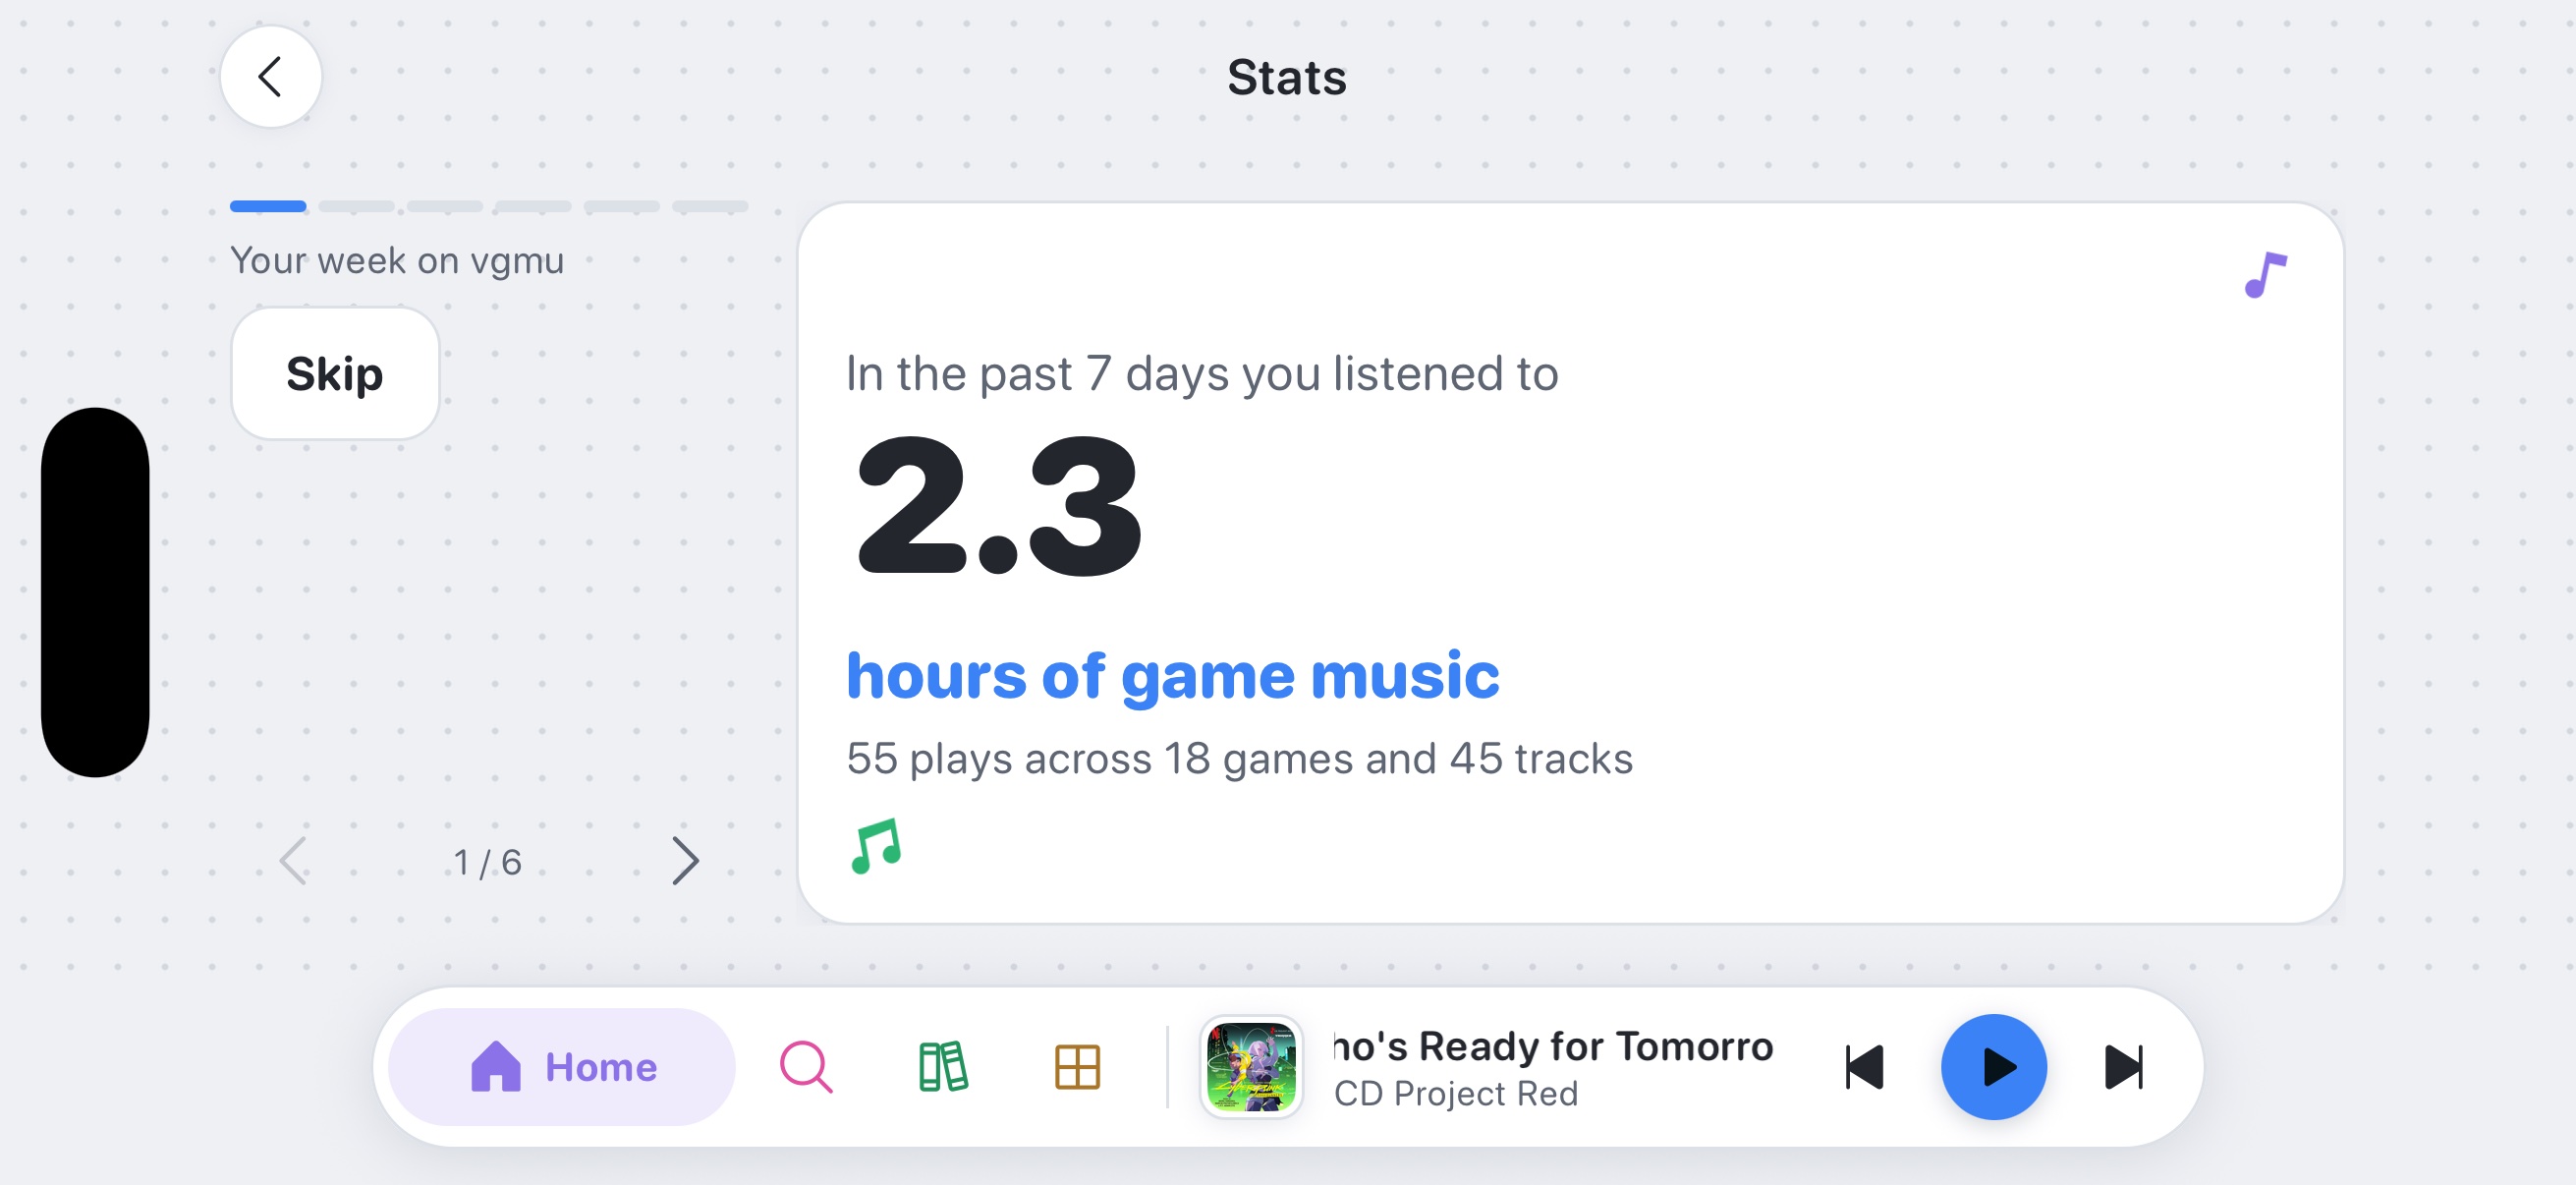 Stats
Your week on vgmu
Skip
1 / 6
In the past 7 days you listened to
2.3
hours of game music
55 plays across 18 games and 45 tracks
Home
ho's Ready for Tomorro
CD Project Red